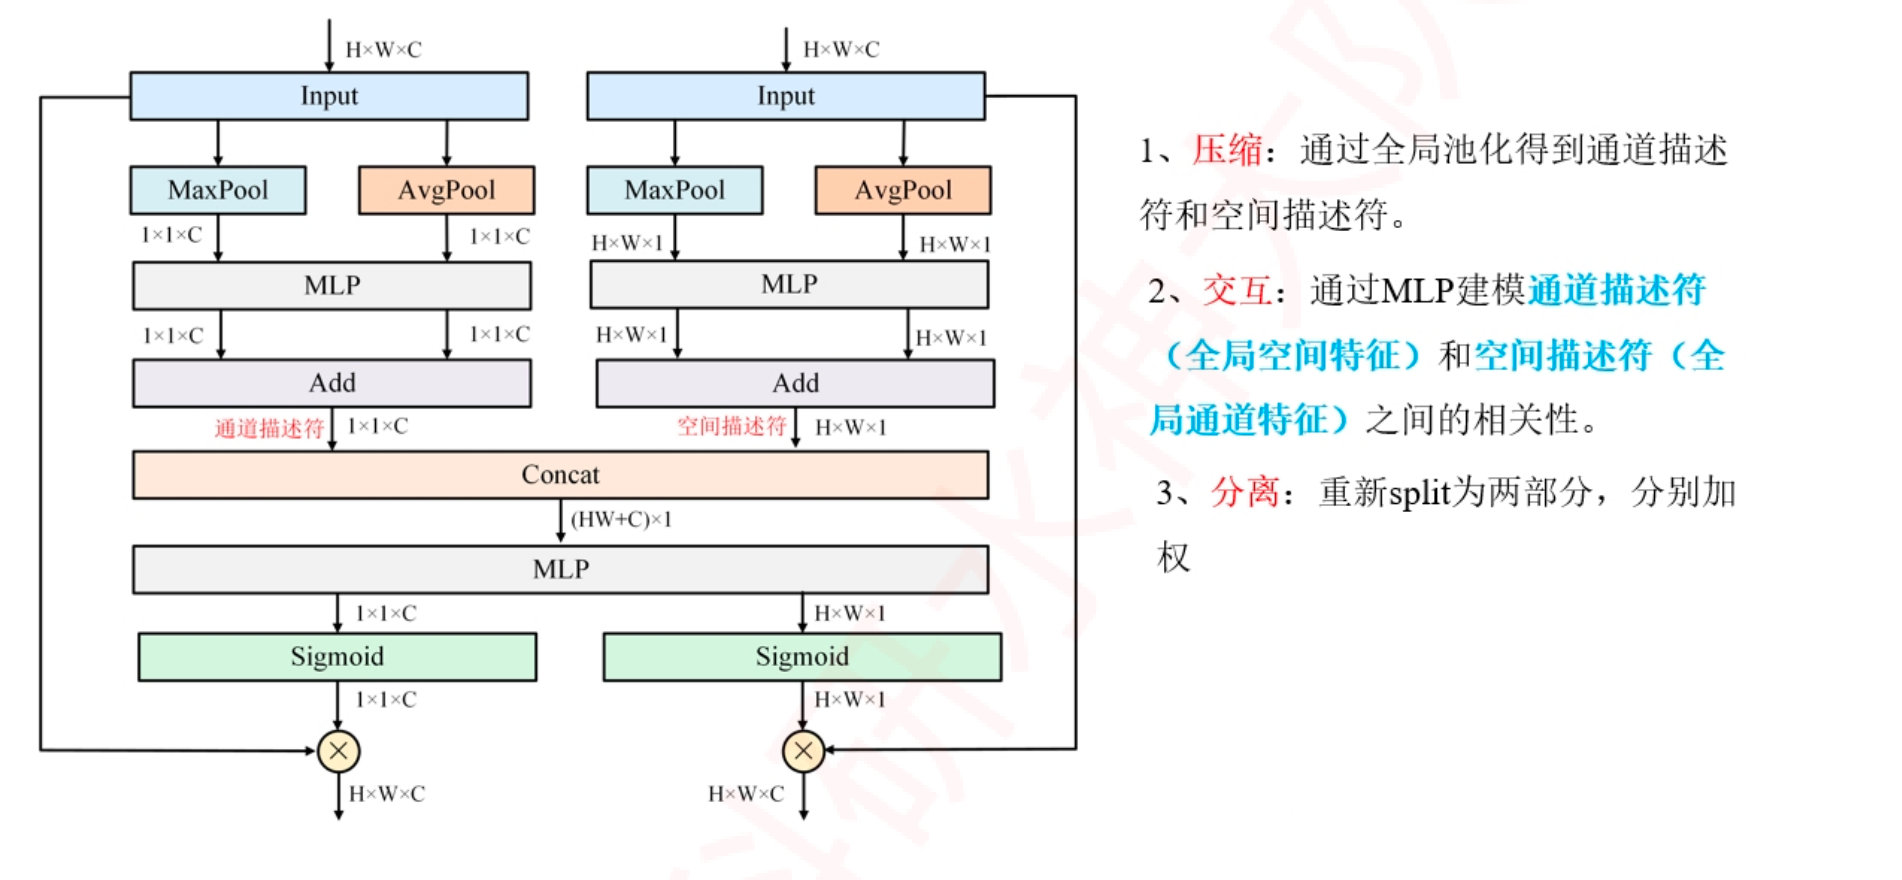 H×W×C
H×W×C
Input
Input
MaxPool
AvgPool
MaxPool
AvgPool
1×1×C
1×1×C
H×W×1
H×W×1
MLP
MLP
1×1×C
1×1×C
H×W×1
H×W×1
Add
Add
通道描述符
1×1×C
空间描述符
H×W×1
Concat
(HW+C)×1
MLP
1×1×C
H×W×1
Sigmoid
Sigmoid
1×1×C
H×W×1
H×W×C
H×W×C
1、压缩：通过全局池化得到通道描述
符和空间描述符。
2、交互：通过MLP建模通道描述符
（全局空间特征）和空间描述符（全
局通道特征）之间的相关性。
3、分离：重新split为两部分，分别加
权
科研水神大队